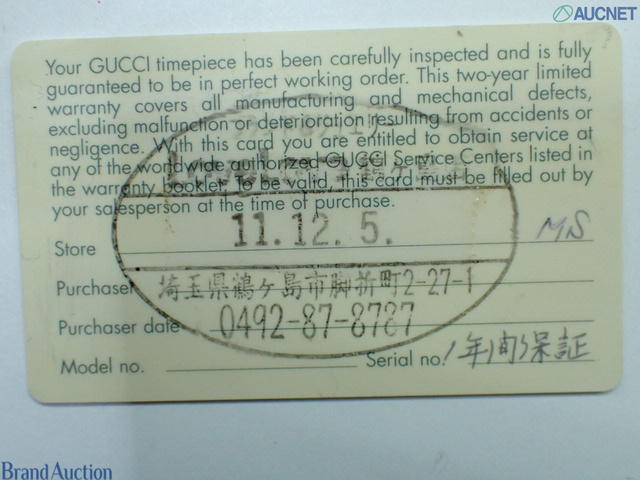 AUCNET
Your GUCCI timepiece has been carefully inspected and is fully
guaranteed to be in perfect working order. This two-year limited
warranty covers all manufacturing and mechanical defects,
excluding malfunction or deterioration resulting from accidents or
negligence. With this card you are entitled to obtain service at
any of the worldwide authorized GUCCI Service Centers listed in
the warranty booklet. To be valid, this card must be filled out by
your salesperson at the time of purchase.
11.12.5.
MS
Store
Purchaser
埼玉県鶴ヶ島市脚折町2-27-1
Purchaser date
0492-87-8787
Model no.
Serial no.
1年間保証
Brand Auction